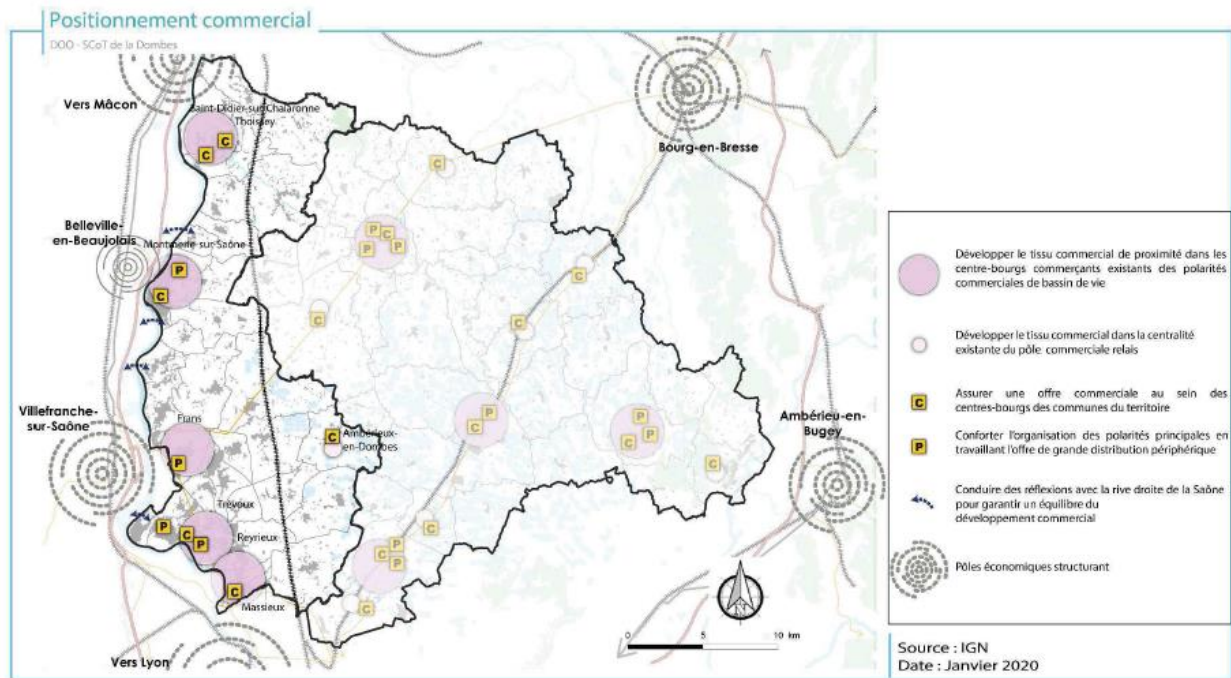 Positionnement commercial
DOO - SCoT de la Dombes
Vers Mâcon
Saint-Didier-sur-Chalaronne
Thoissey
Bourg-en-Bresse
Belleville-
en-Beaujolais
Montmerle-sur-Saône
Villefranche-
sur-Saône
Frans
Ambérieux-
en-Dombes
Ambérieu-en-
Bugey
Trévoux
Reyrieux
Massieux
Vers Lyon
C
C
C
P
C
P
C
P
P
C
P
C
P
C
C
C
P
C
P
C
P
C
P
C
P
C
P
P
C
C
N
0 5 10 km
Développer le tissu commercial de proximité dans les
centre-bourgs commerçants existants des polarités
commerciales de bassin de vie
Développer le tissu commercial dans la centralité
existante du pôle commerciale relais
C
Assurer une offre commerciale au sein des
centres-bourgs des communes du territoire
P
Conforter l'organisation des polarités principales en
travaillant l'offre de grande distribution périphérique
Conduire des réflexions avec la rive droite de la Saône
pour garantir un équilibre du
développement commercial
Pôles économiques structurant
Source : IGN
Date : Janvier 2020